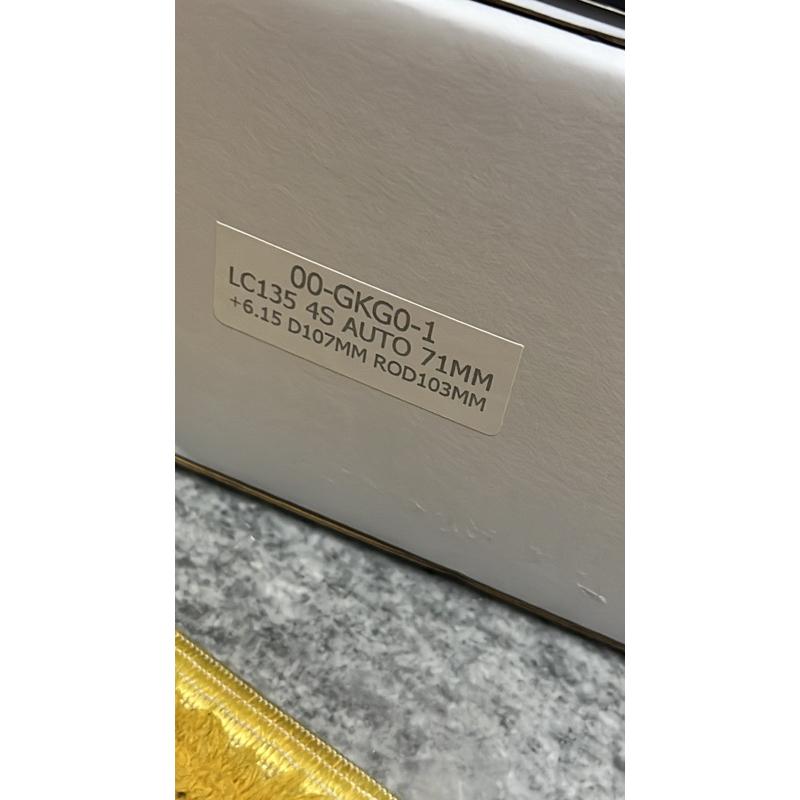 00-GKG0-1
LC135 4S AUTO 71MM
+6.15 D107MM ROD103MM